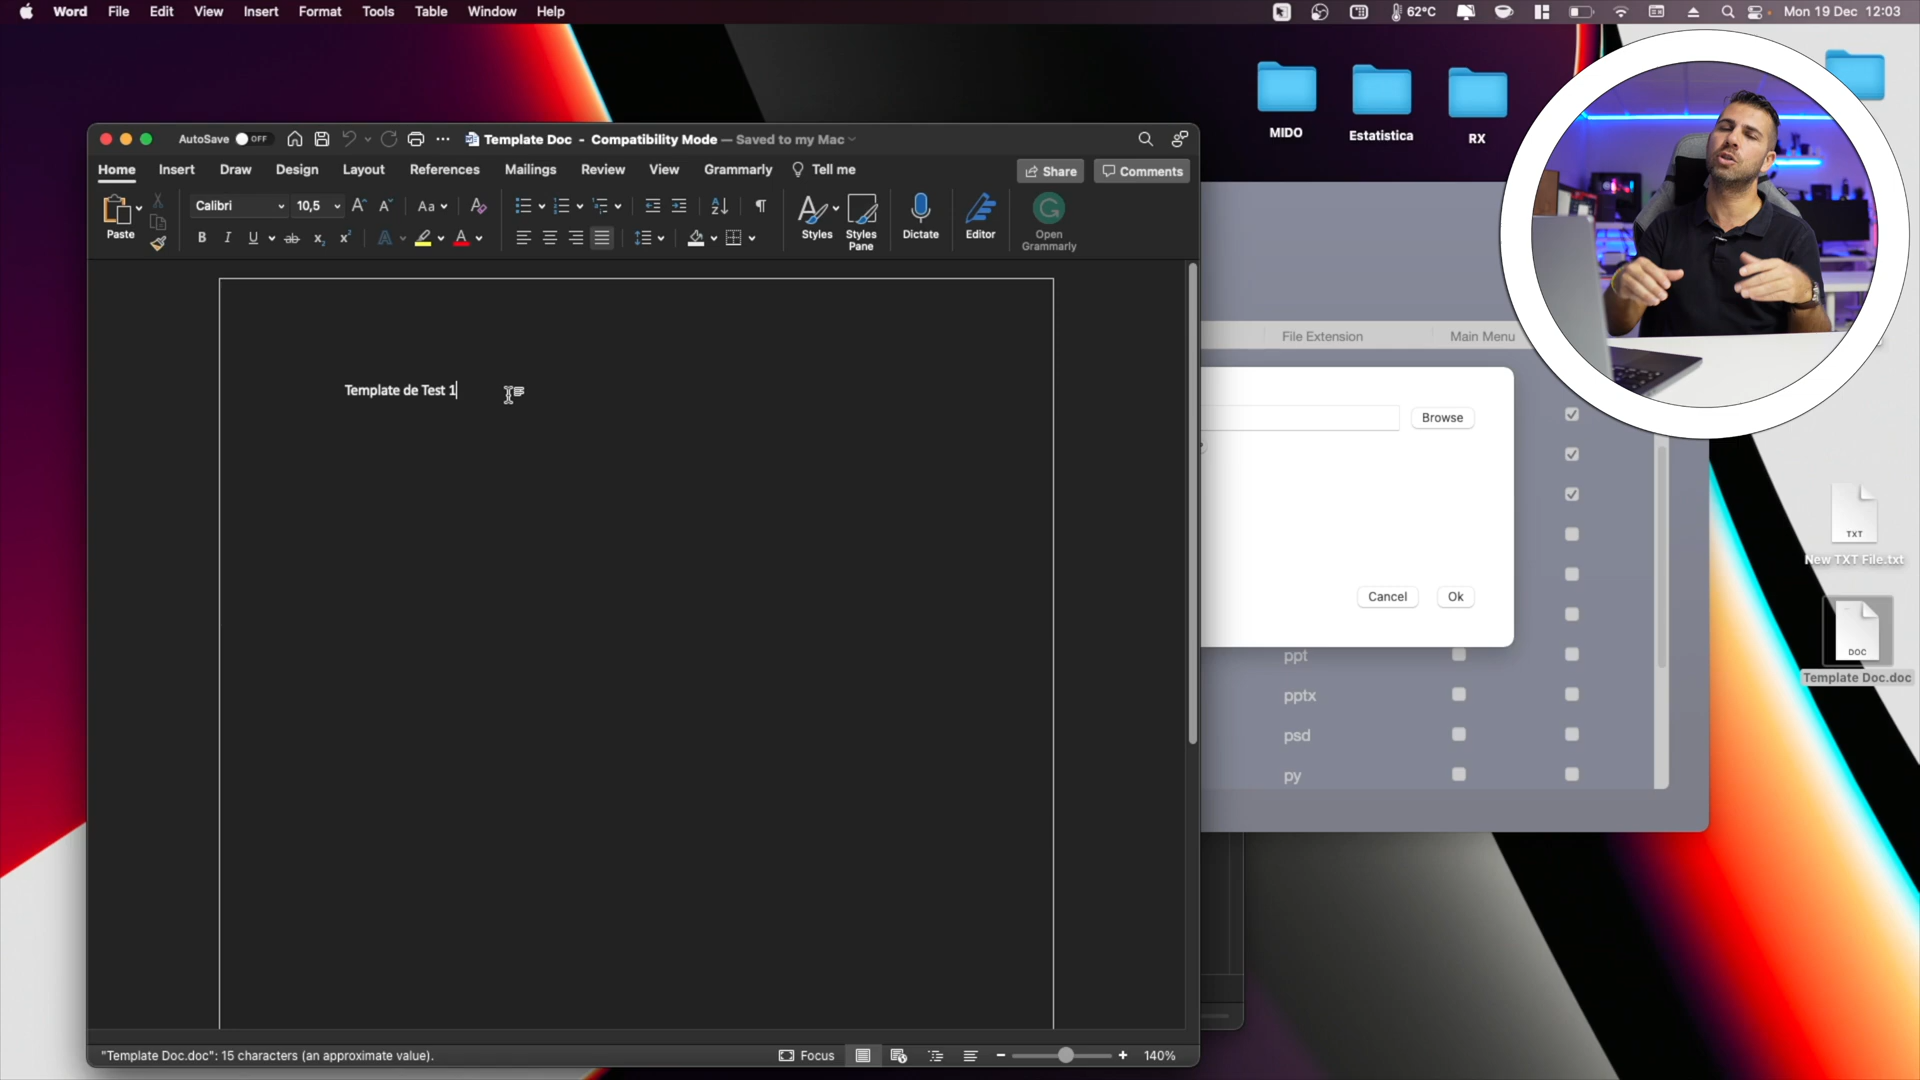 Word File Edit View Insert Format Tools Table Window Help
62°C
Mon 19 Dec 12:03
MIDO
Estatistica
RX
AutoSave OFF
Template Doc - Compatibility Mode — Saved to my Mac
Home Insert Draw Design Layout References Mailings Review View Grammarly Tell me
Share Comments
Paste
Calibri
10,5
Aa
Styles
Styles Pane
Dictate
Editor
Open Grammarly
Template de Test 1
File Extension
Main Menu
Browse
Cancel
Ok
ppt
pptx
psd
py
TXT
New TXT File.txt
DOC
Template Doc.doc
"Template Doc.doc": 15 characters (an approximate value).
Focus
140%